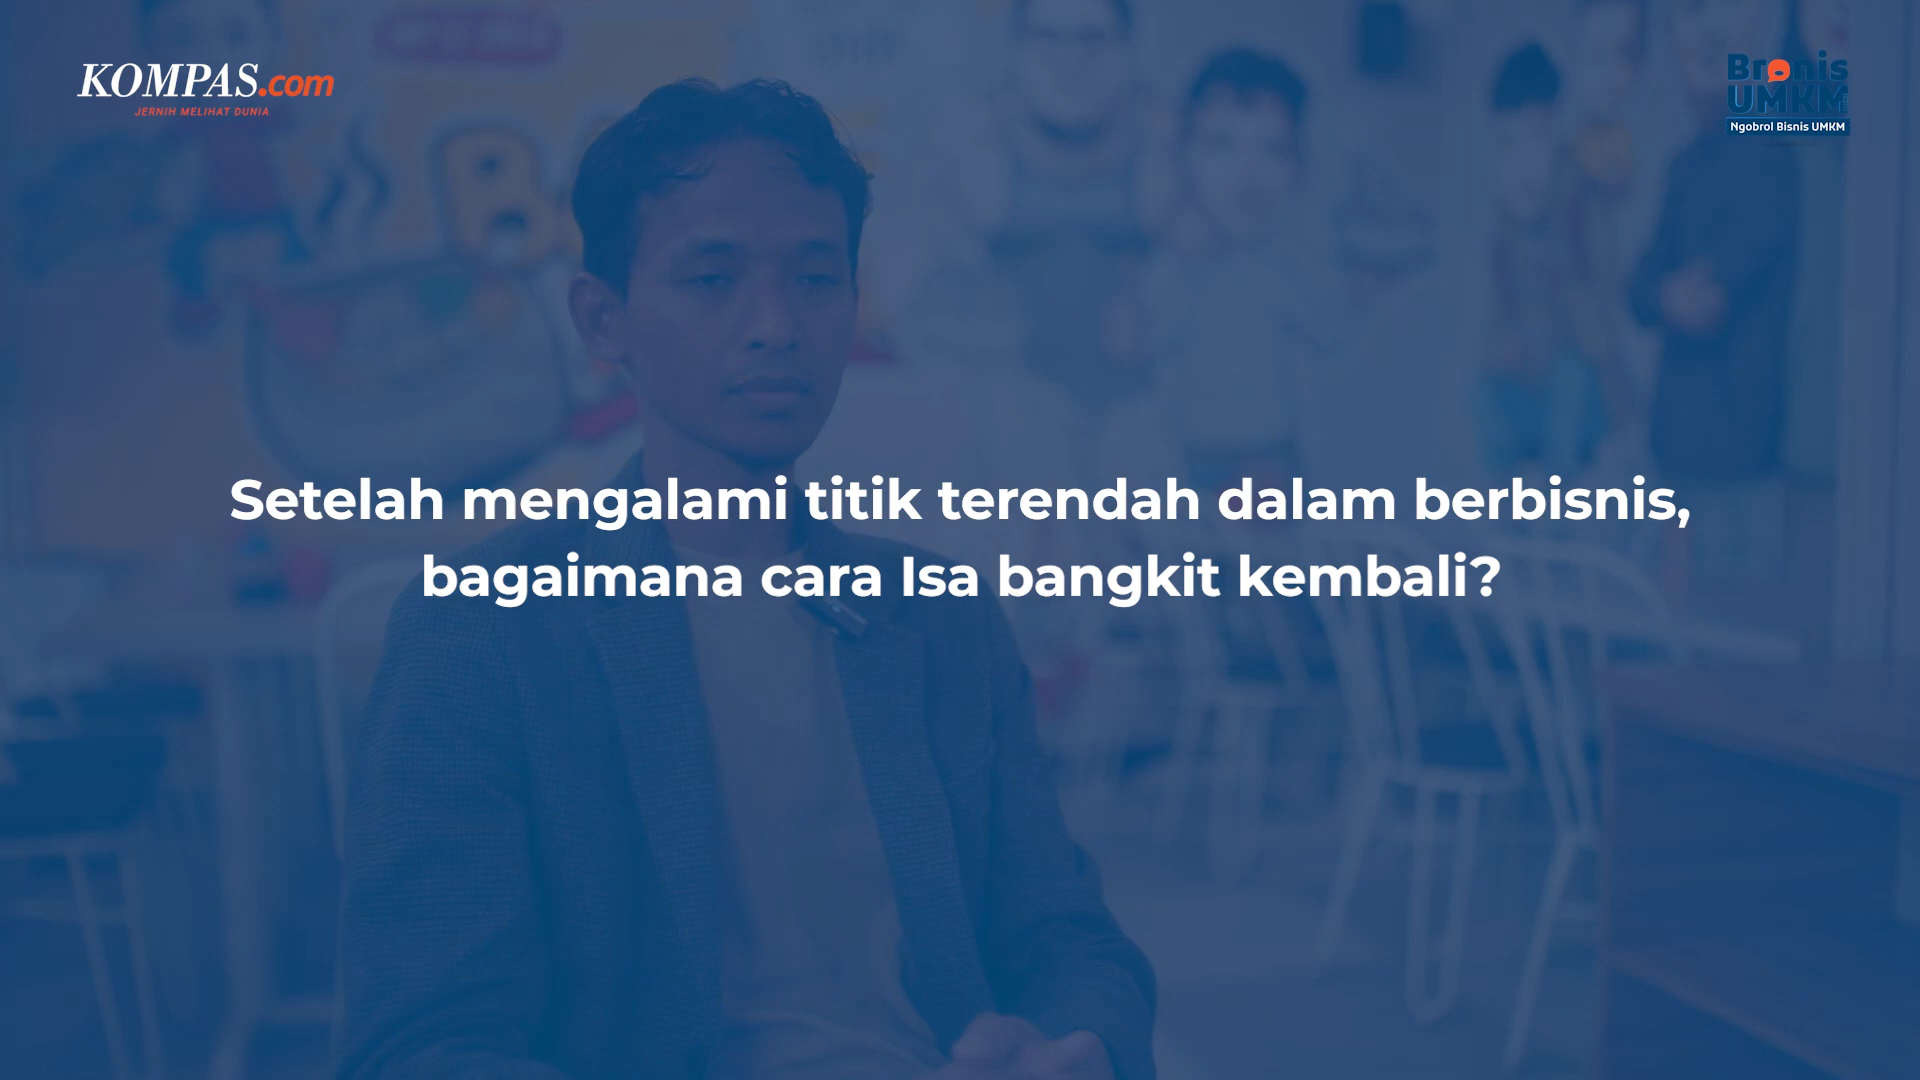 KOMPAS.com
JERNIH MELIHAT DUNIA
Bronis
UMKM
Ngobrol Bisnis UMKM
Setelah mengalami titik terendah dalam berbisnis,
bagaimana cara Isa bangkit kembali?